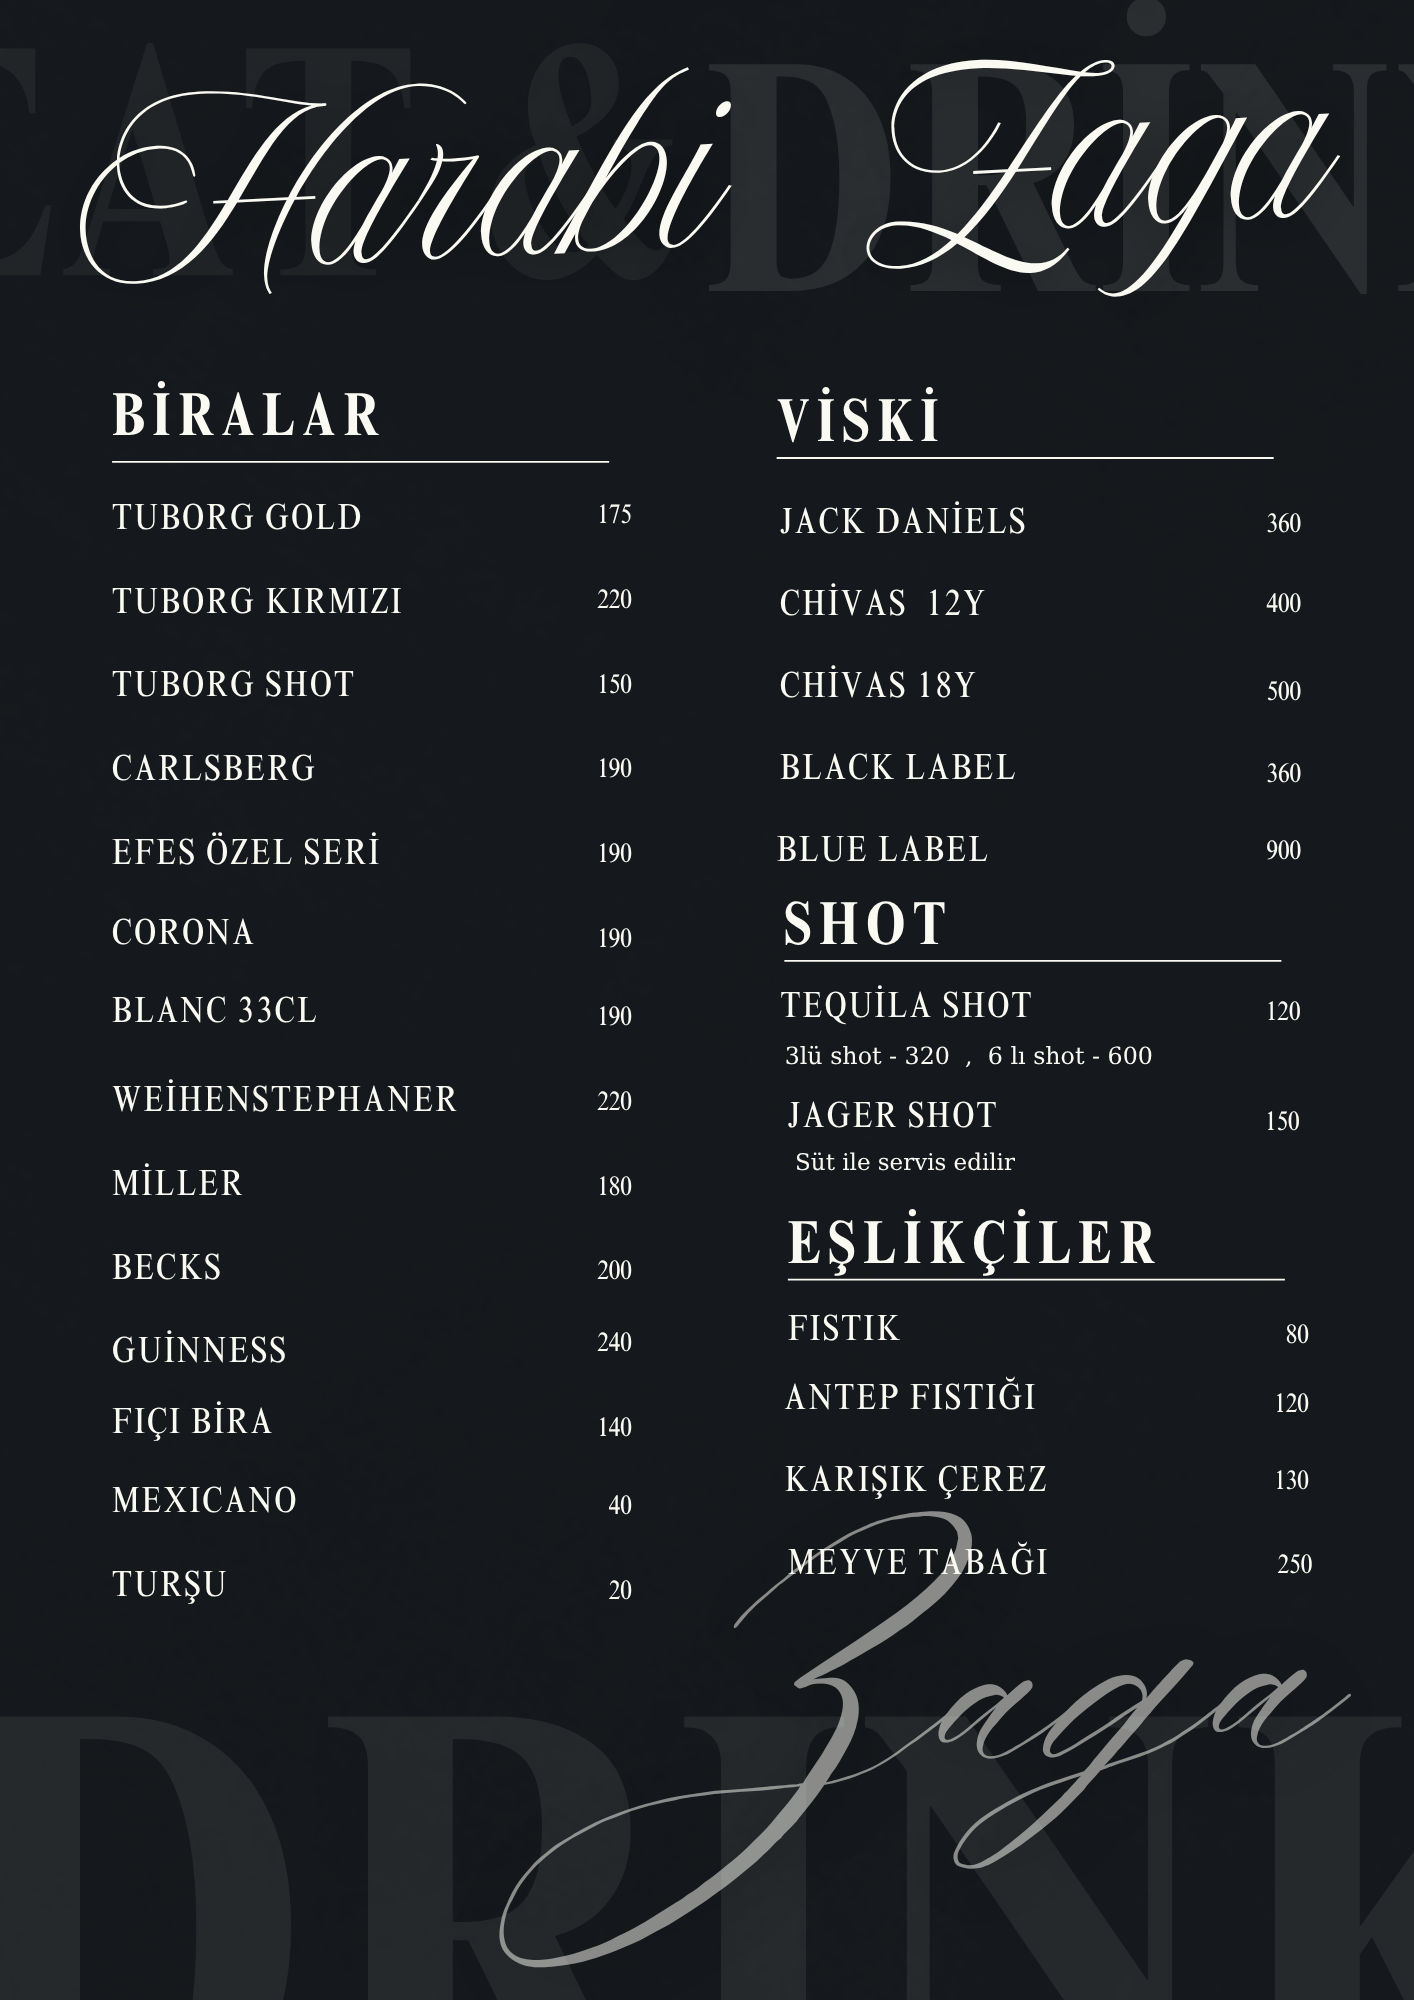 EAT & DRİNK
Harabi Zaga
BİRALAR
TUBORG GOLD 175
TUBORG KIRMIZI 220
TUBORG SHOT 150
CARLSBERG 190
EFES ÖZEL SERİ 190
CORONA 190
BLANC 33CL 190
WEİHENSTEPHANER 220
MİLLER 180
BECKS 200
GUİNNESS 240
FIÇI BİRA 140
MEXICANO 40
TURŞU 20
VİSKİ
JACK DANİELS 360
CHİVAS 12Y 400
CHİVAS 18Y 500
BLACK LABEL 360
BLUE LABEL 900
SHOT
TEQUİLA SHOT 120
3lü shot - 320 , 6 lı shot - 600
JAGER SHOT 150
Süt ile servis edilir
EŞLİKÇİLER
FISTIK 80
ANTEP FISTIĞI 120
KARIŞIK ÇEREZ 130
MEYVE TABAĞI 250
Zaga
DRINK